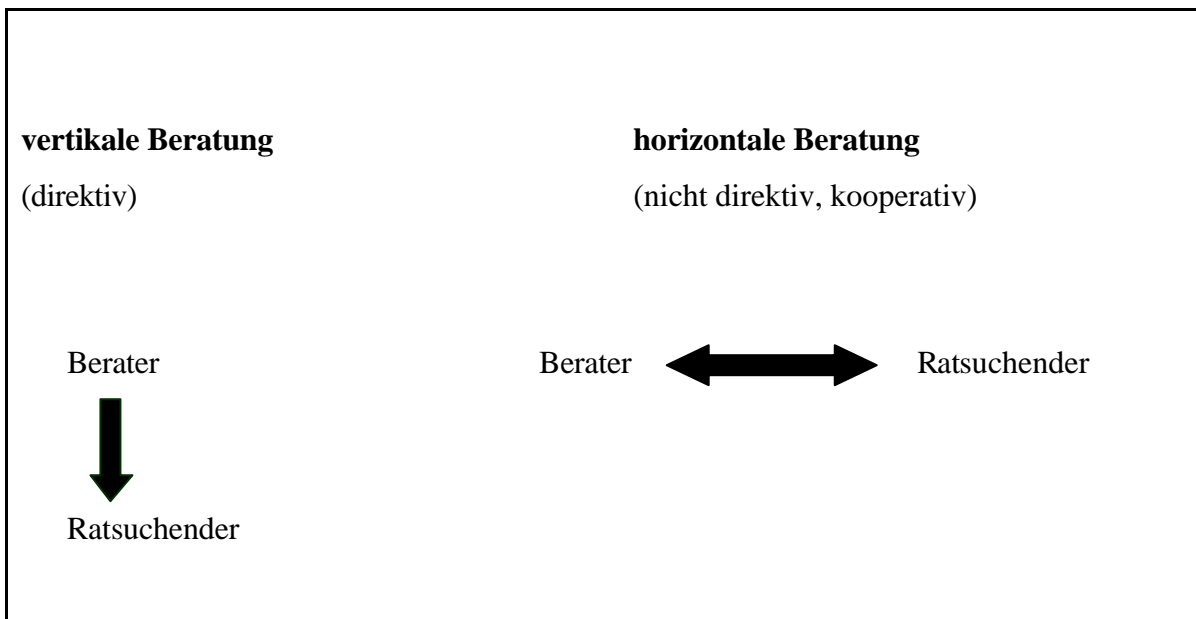 vertikale Beratung
horizontale Beratung
(direktiv)
(nicht direktiv, kooperativ)
Berater
Berater
Ratsuchender
Ratsuchender